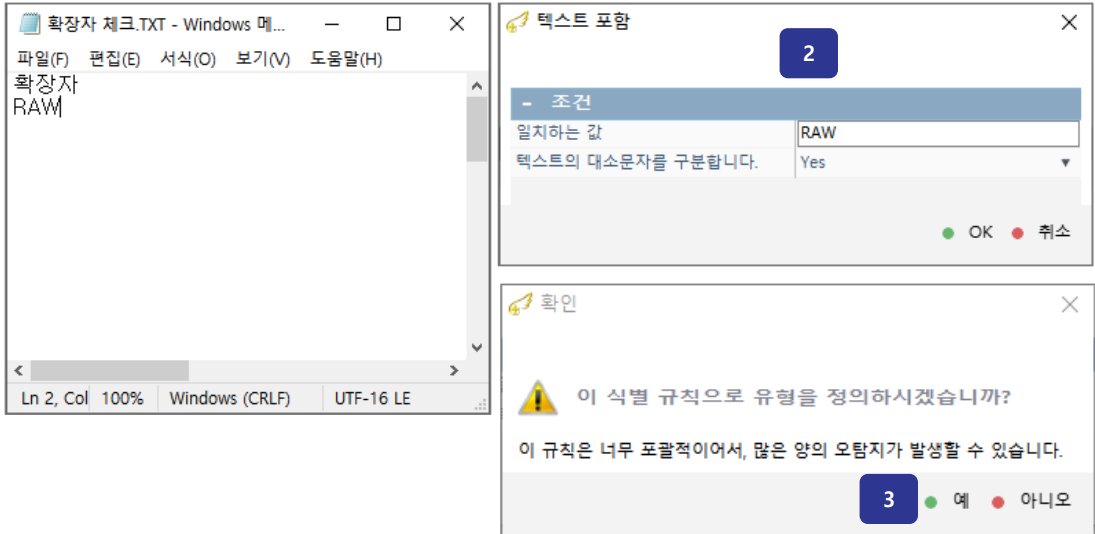 확장자 체크.TXT - Windows 메...
파일(F) 편집(E) 서식(O) 보기(V) 도움말(H)
확장자
RAW
Ln 2, Col 100% Windows (CRLF) UTF-16 LE
텍스트 포함
2
- 조건
일치하는 값 RAW
텍스트의 대소문자를 구분합니다. Yes
OK 취소
확인
이 식별 규칙으로 유형을 정의하시겠습니까?
이 규칙은 너무 포괄적이어서, 많은 양의 오탐지가 발생할 수 있습니다.
3 예 아니오